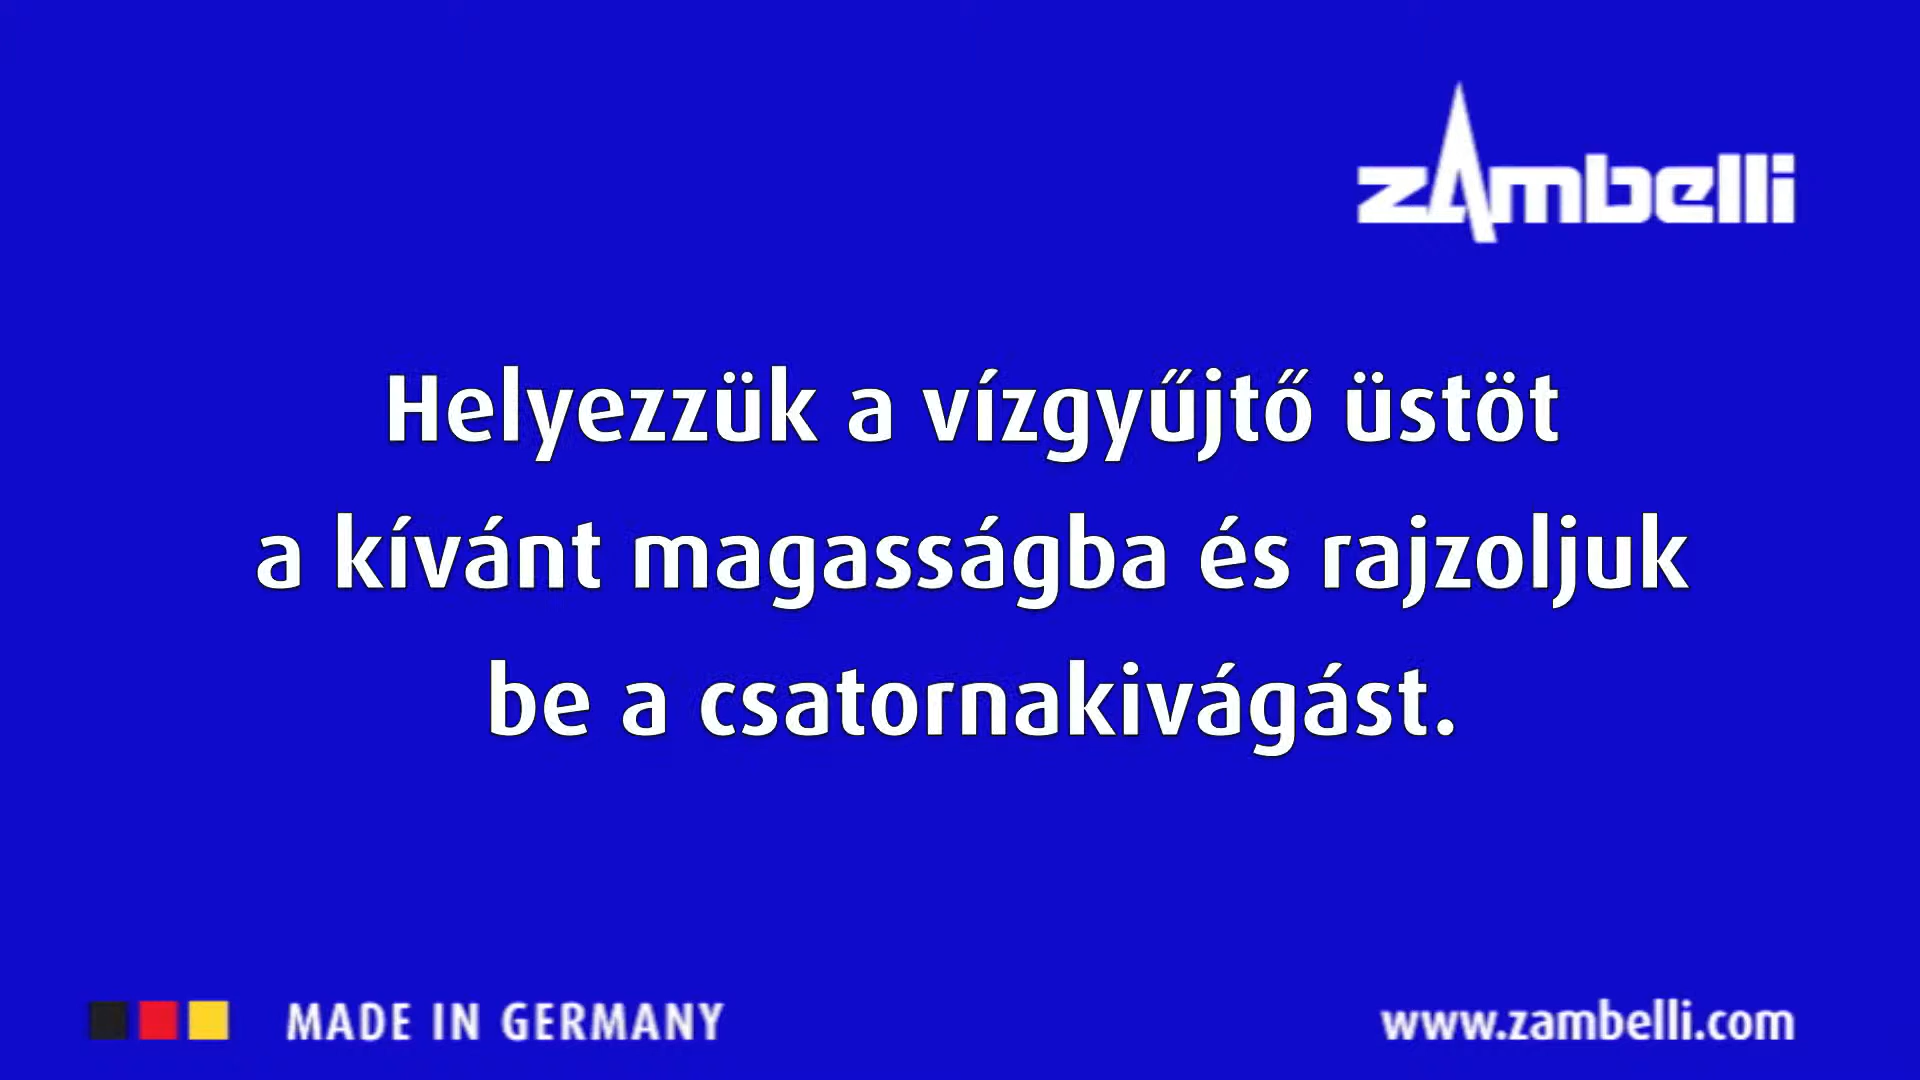 zambelli
Helyezzük a vízgyűjtő üstöt
a kívánt magasságba és rajzoljuk
be a csatornakivágást.
MADE IN GERMANY
www.zambelli.com